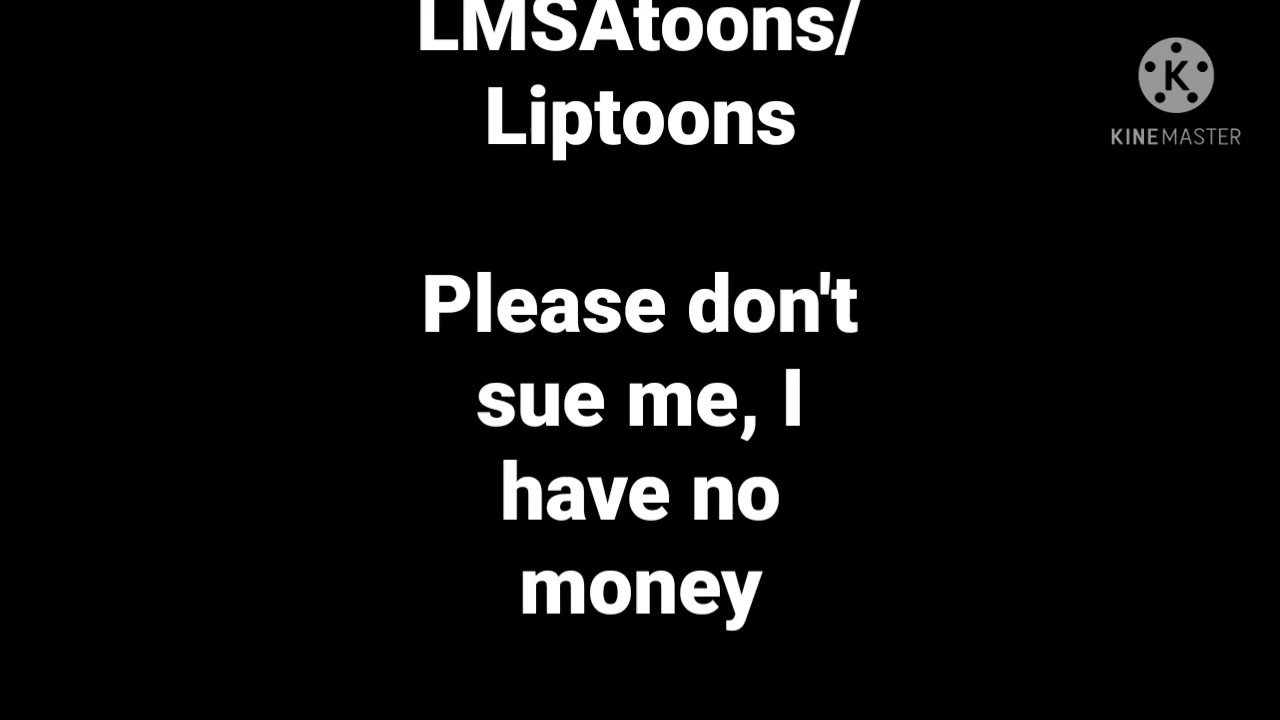 LMSAtoons/
Liptoons
Please don't
sue me, I
have no
money
K
KINEMASTER